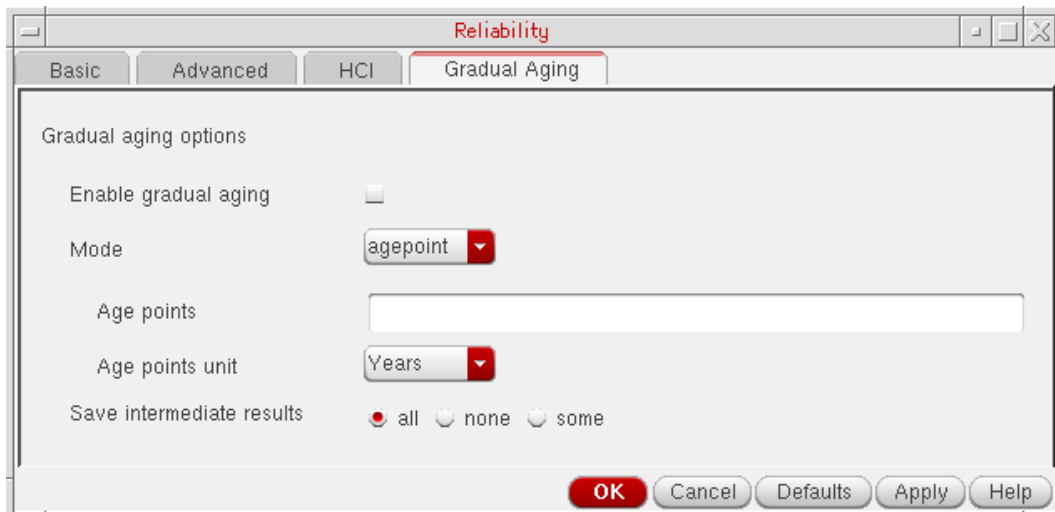 Reliability
Basic Advanced HCI Gradual Aging
Gradual aging options
Enable gradual aging
Mode agepoint
Age points
Age points unit Years
Save intermediate results all none some
OK Cancel Defaults Apply Help